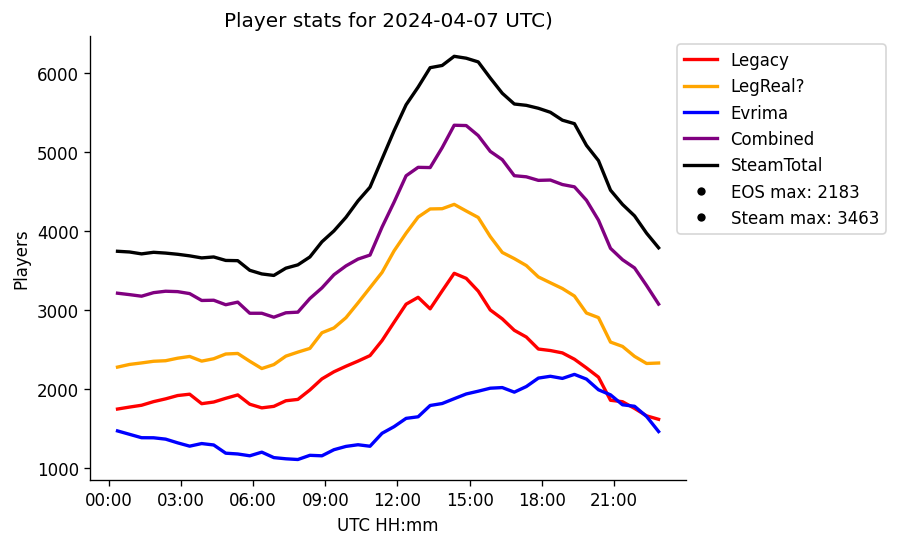 Player stats for 2024-04-07 UTC)
Legacy
LegReal?
Evrima
Combined
SteamTotal
EOS max: 2183
Steam max: 3463
Players
6000
5000
4000
3000
2000
1000
00:00 03:00 06:00 09:00 12:00 15:00 18:00 21:00
UTC HH:mm